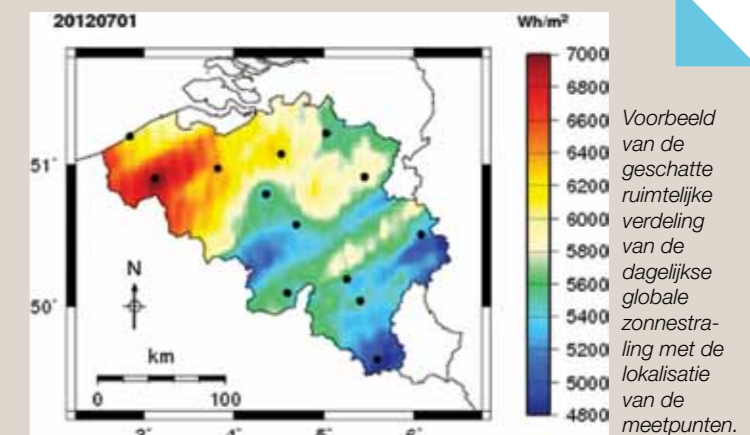 20120701
Wh/m²
7000
6800
6600
6400
6200
6000
5800
5600
5400
5200
5000
4800
51°
50°
N
km
0 100
3° 4° 5° 6°
Voorbeeld
van de
geschatte
ruimtelijke
verdeling
van de
dagelijkse
globale
zonnestra-
ling met de
lokalisatie
van de
meetpunten.